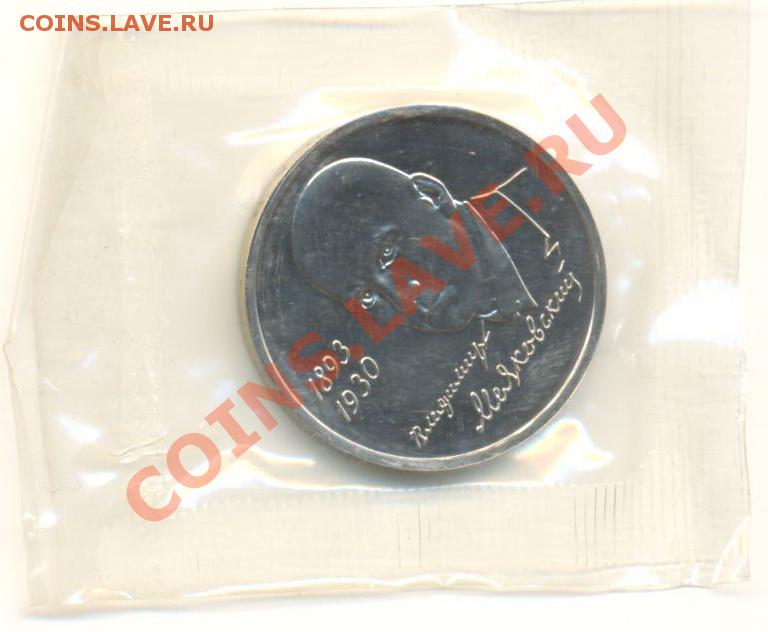 COINS.LAVE.RU
COINS.LAVE.RU
1893
1930
Владимир
Маяковский